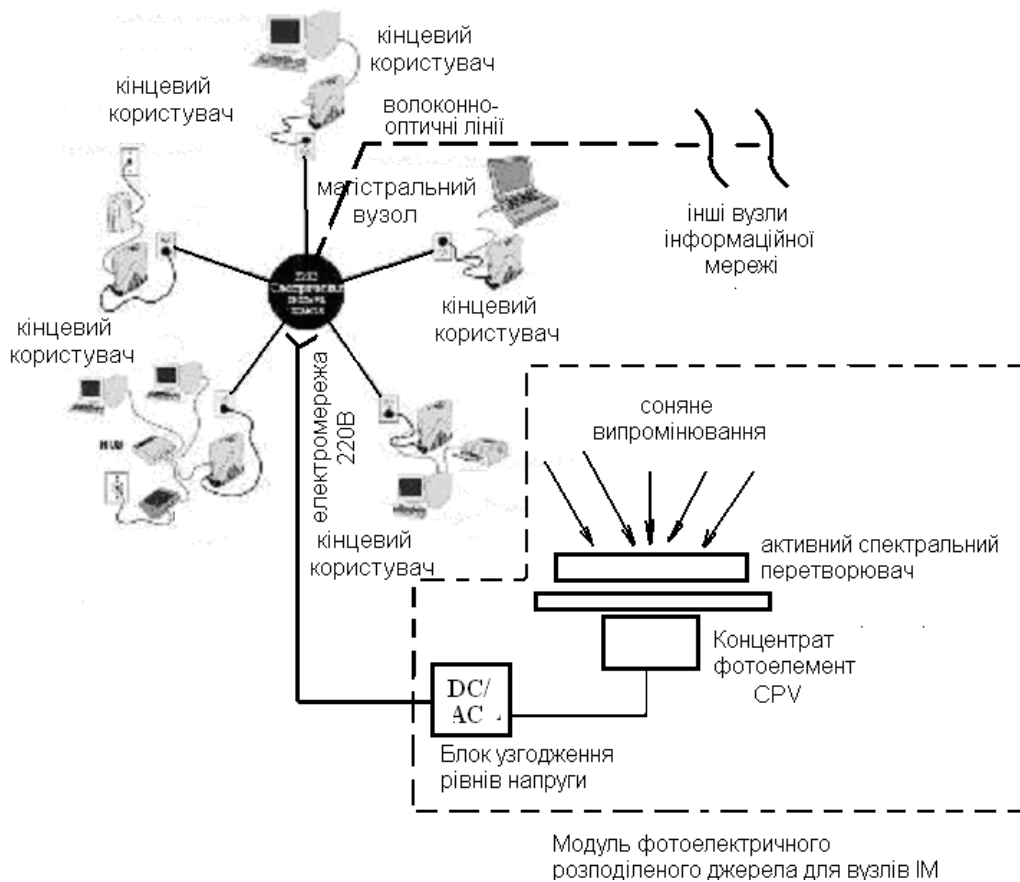 кінцевий
користувач
кінцевий
користувач
волоконно-
оптичні лінії
магістральний
вузол
інші вузли
інформаційної
мережі
кінцевий
користувач
кінцевий
користувач
HUB
електромережа
220В
кінцевий
користувач
соняне
випромінювання
активний спектральний
перетворювач
Концентрат
фотоелемент
CPV
DC/
AC
Блок узгодження
рівнів напруги
Модуль фотоелектричного
розподіленого джерела для вузлів ІМ